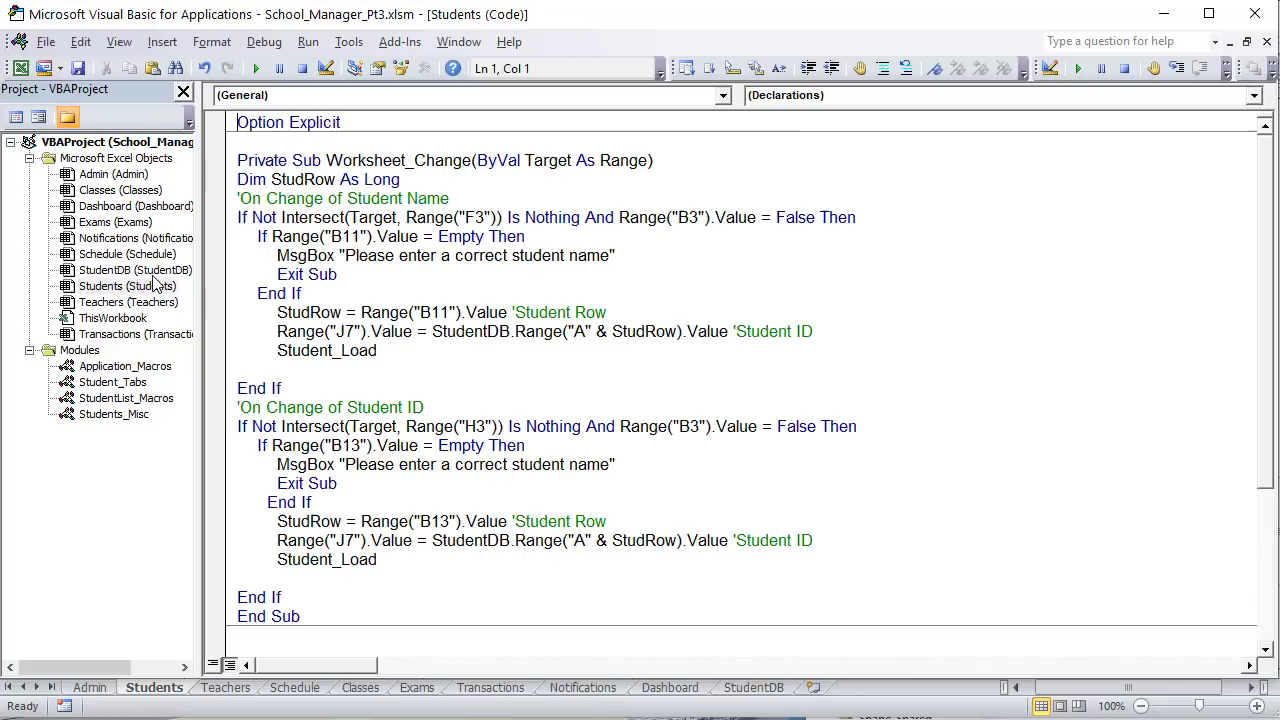 Microsoft Visual Basic for Applications - School_Manager_Pt3.xlsm - [Students (Code)]
File Edit View Insert Format Debug Run Tools Add-Ins Window Help
Type a question for help
Ln 1, Col 1
Project - VBAProject
(General)
(Declarations)
VBAProject (School_Manag
Microsoft Excel Objects
Admin (Admin)
Classes (Classes)
Dashboard (Dashboard)
Exams (Exams)
Notifications (Notificatio
Schedule (Schedule)
StudentDB (StudentDB)
Students (Students)
Teachers (Teachers)
ThisWorkbook
Transactions (Transactio
Modules
Application_Macros
Student_Tabs
StudentList_Macros
Students_Misc
Option Explicit
Private Sub Worksheet_Change(ByVal Target As Range)
Dim StudRow As Long
'On Change of Student Name
If Not Intersect(Target, Range("F3")) Is Nothing And Range("B3").Value = False Then
If Range("B11").Value = Empty Then
MsgBox "Please enter a correct student name"
Exit Sub
End If
StudRow = Range("B11").Value 'Student Row
Range("J7").Value = StudentDB.Range("A" & StudRow).Value 'Student ID
Student_Load
End If
'On Change of Student ID
If Not Intersect(Target, Range("H3")) Is Nothing And Range("B3").Value = False Then
If Range("B13").Value = Empty Then
MsgBox "Please enter a correct student name"
Exit Sub
End If
StudRow = Range("B13").Value 'Student Row
Range("J7").Value = StudentDB.Range("A" & StudRow).Value 'Student ID
Student_Load
End If
End Sub
Admin Students Teachers Schedule Classes Exams Transactions Notifications Dashboard StudentDB
Ready
100%